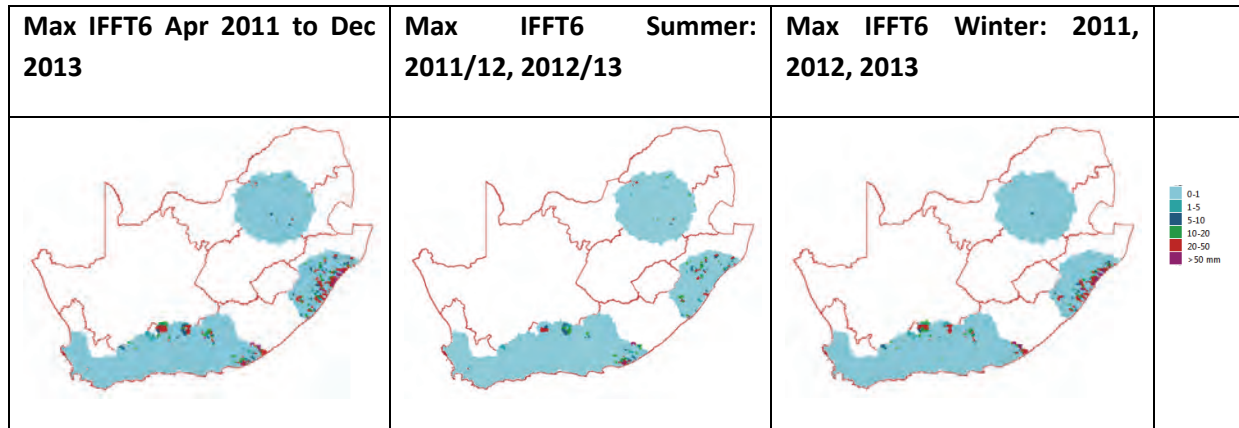 Max IFFT6 Apr 2011 to Dec
2013
Max IFFT6 Summer:
2011/12, 2012/13
Max IFFT6 Winter: 2011,
2012, 2013
0-1
1-5
5-10
10-20
20-50
>50 mm